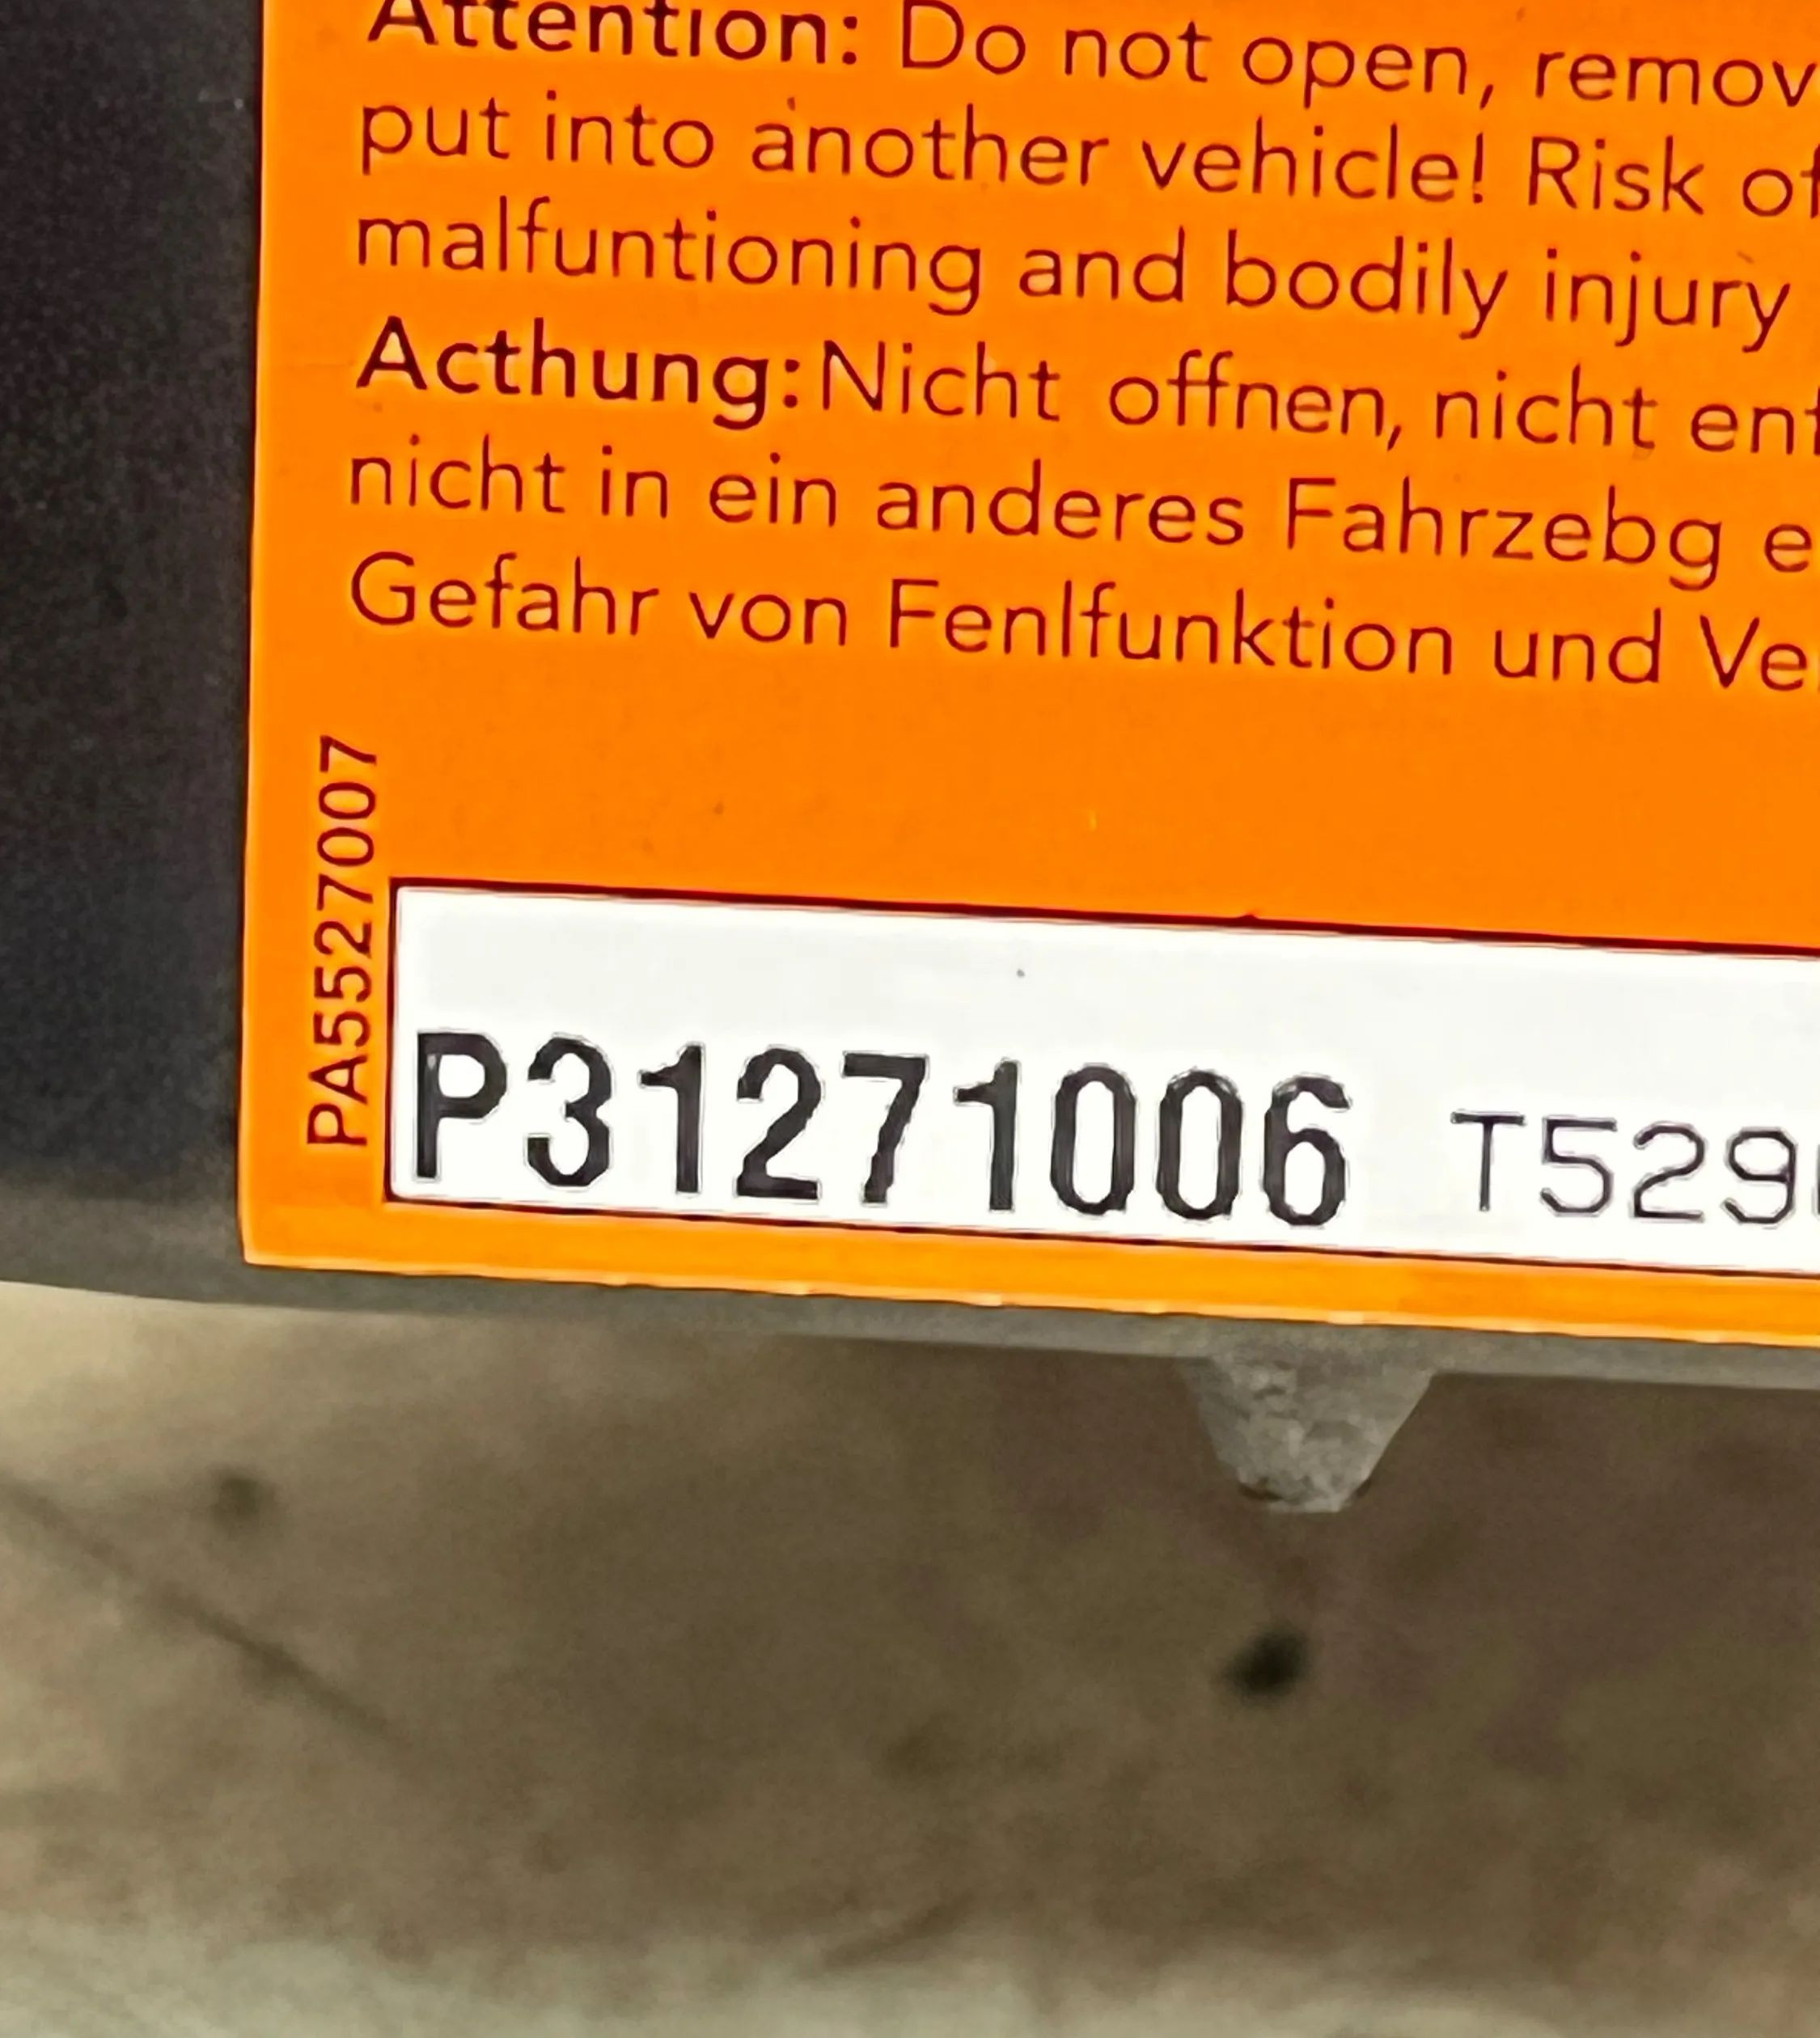 Attention: Do not open, remov
put into another vehicle! Risk of
malfuntioning and bodily injury
Acthung: Nicht offnen, nicht ent
nicht in ein anderes Fahrzebg e
Gefahr von Fenlfunktion und Ve
PA5527007
P31271006 T529